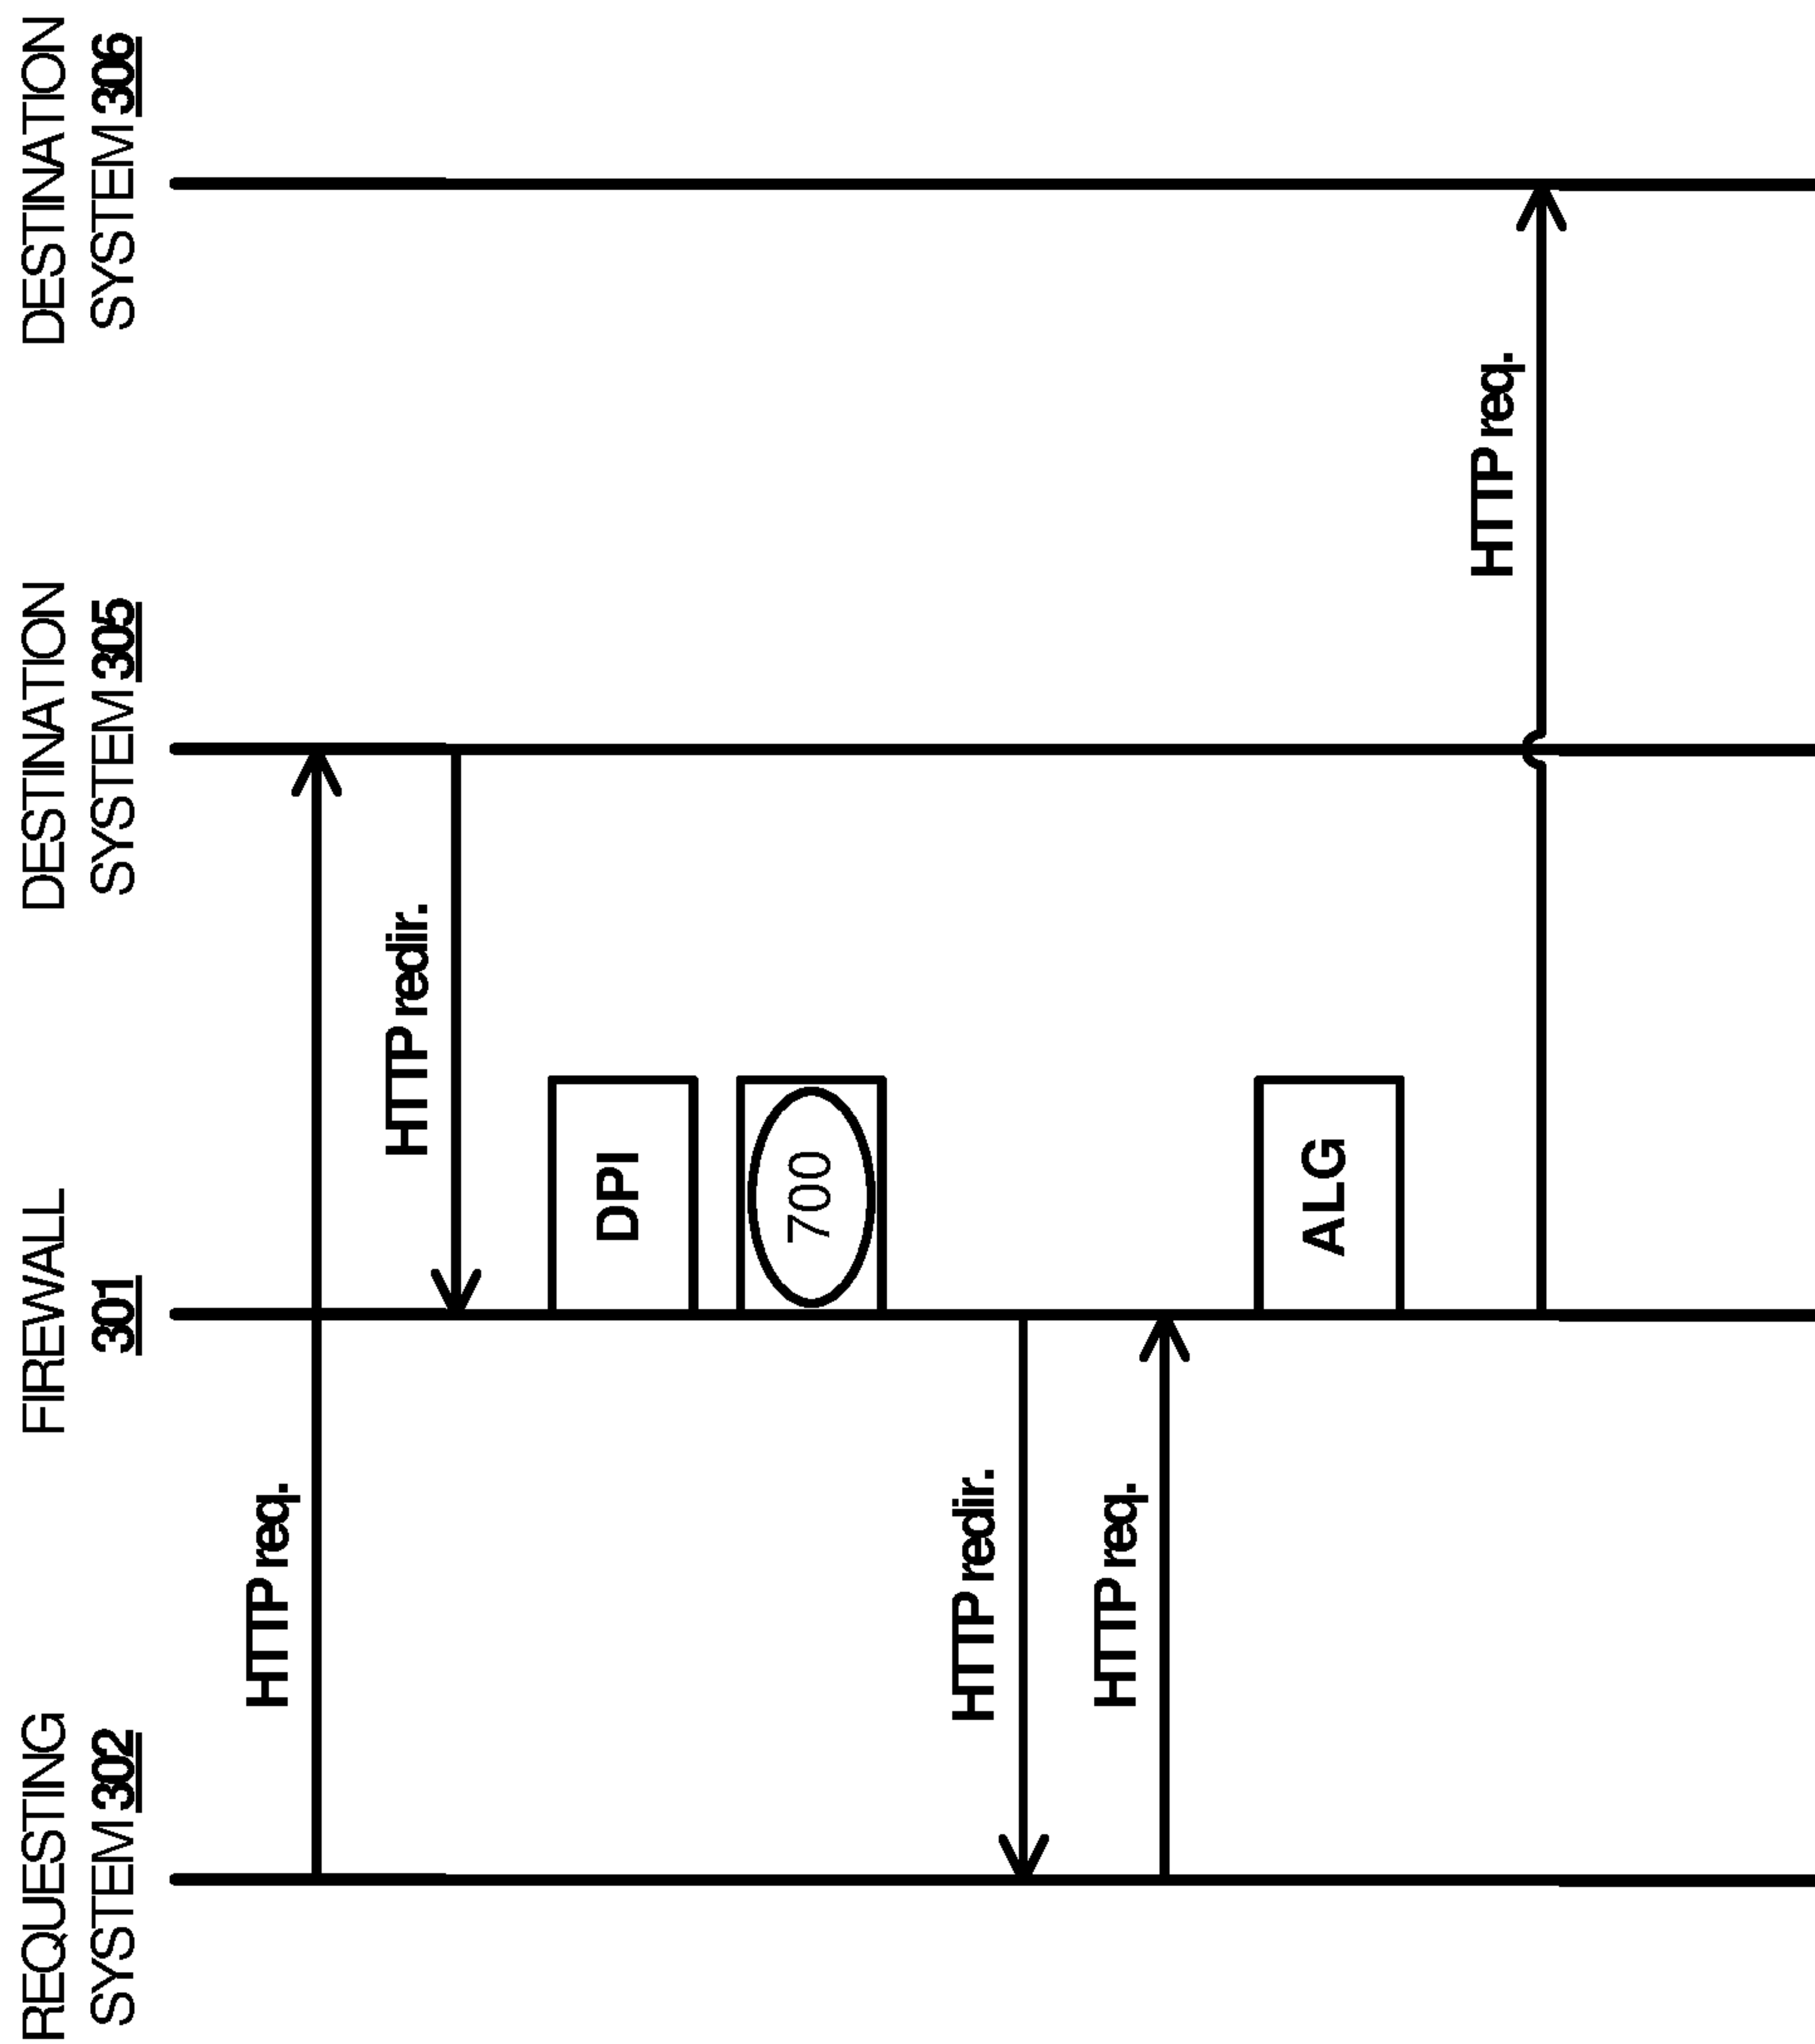 REQUESTING
SYSTEM 302
FIREWALL
301
DESTINATION
SYSTEM 305
DESTINATION
SYSTEM 306
HTTP req.
HTTP redir.
DPI
700
HTTP redir.
HTTP req.
ALG
HTTP req.